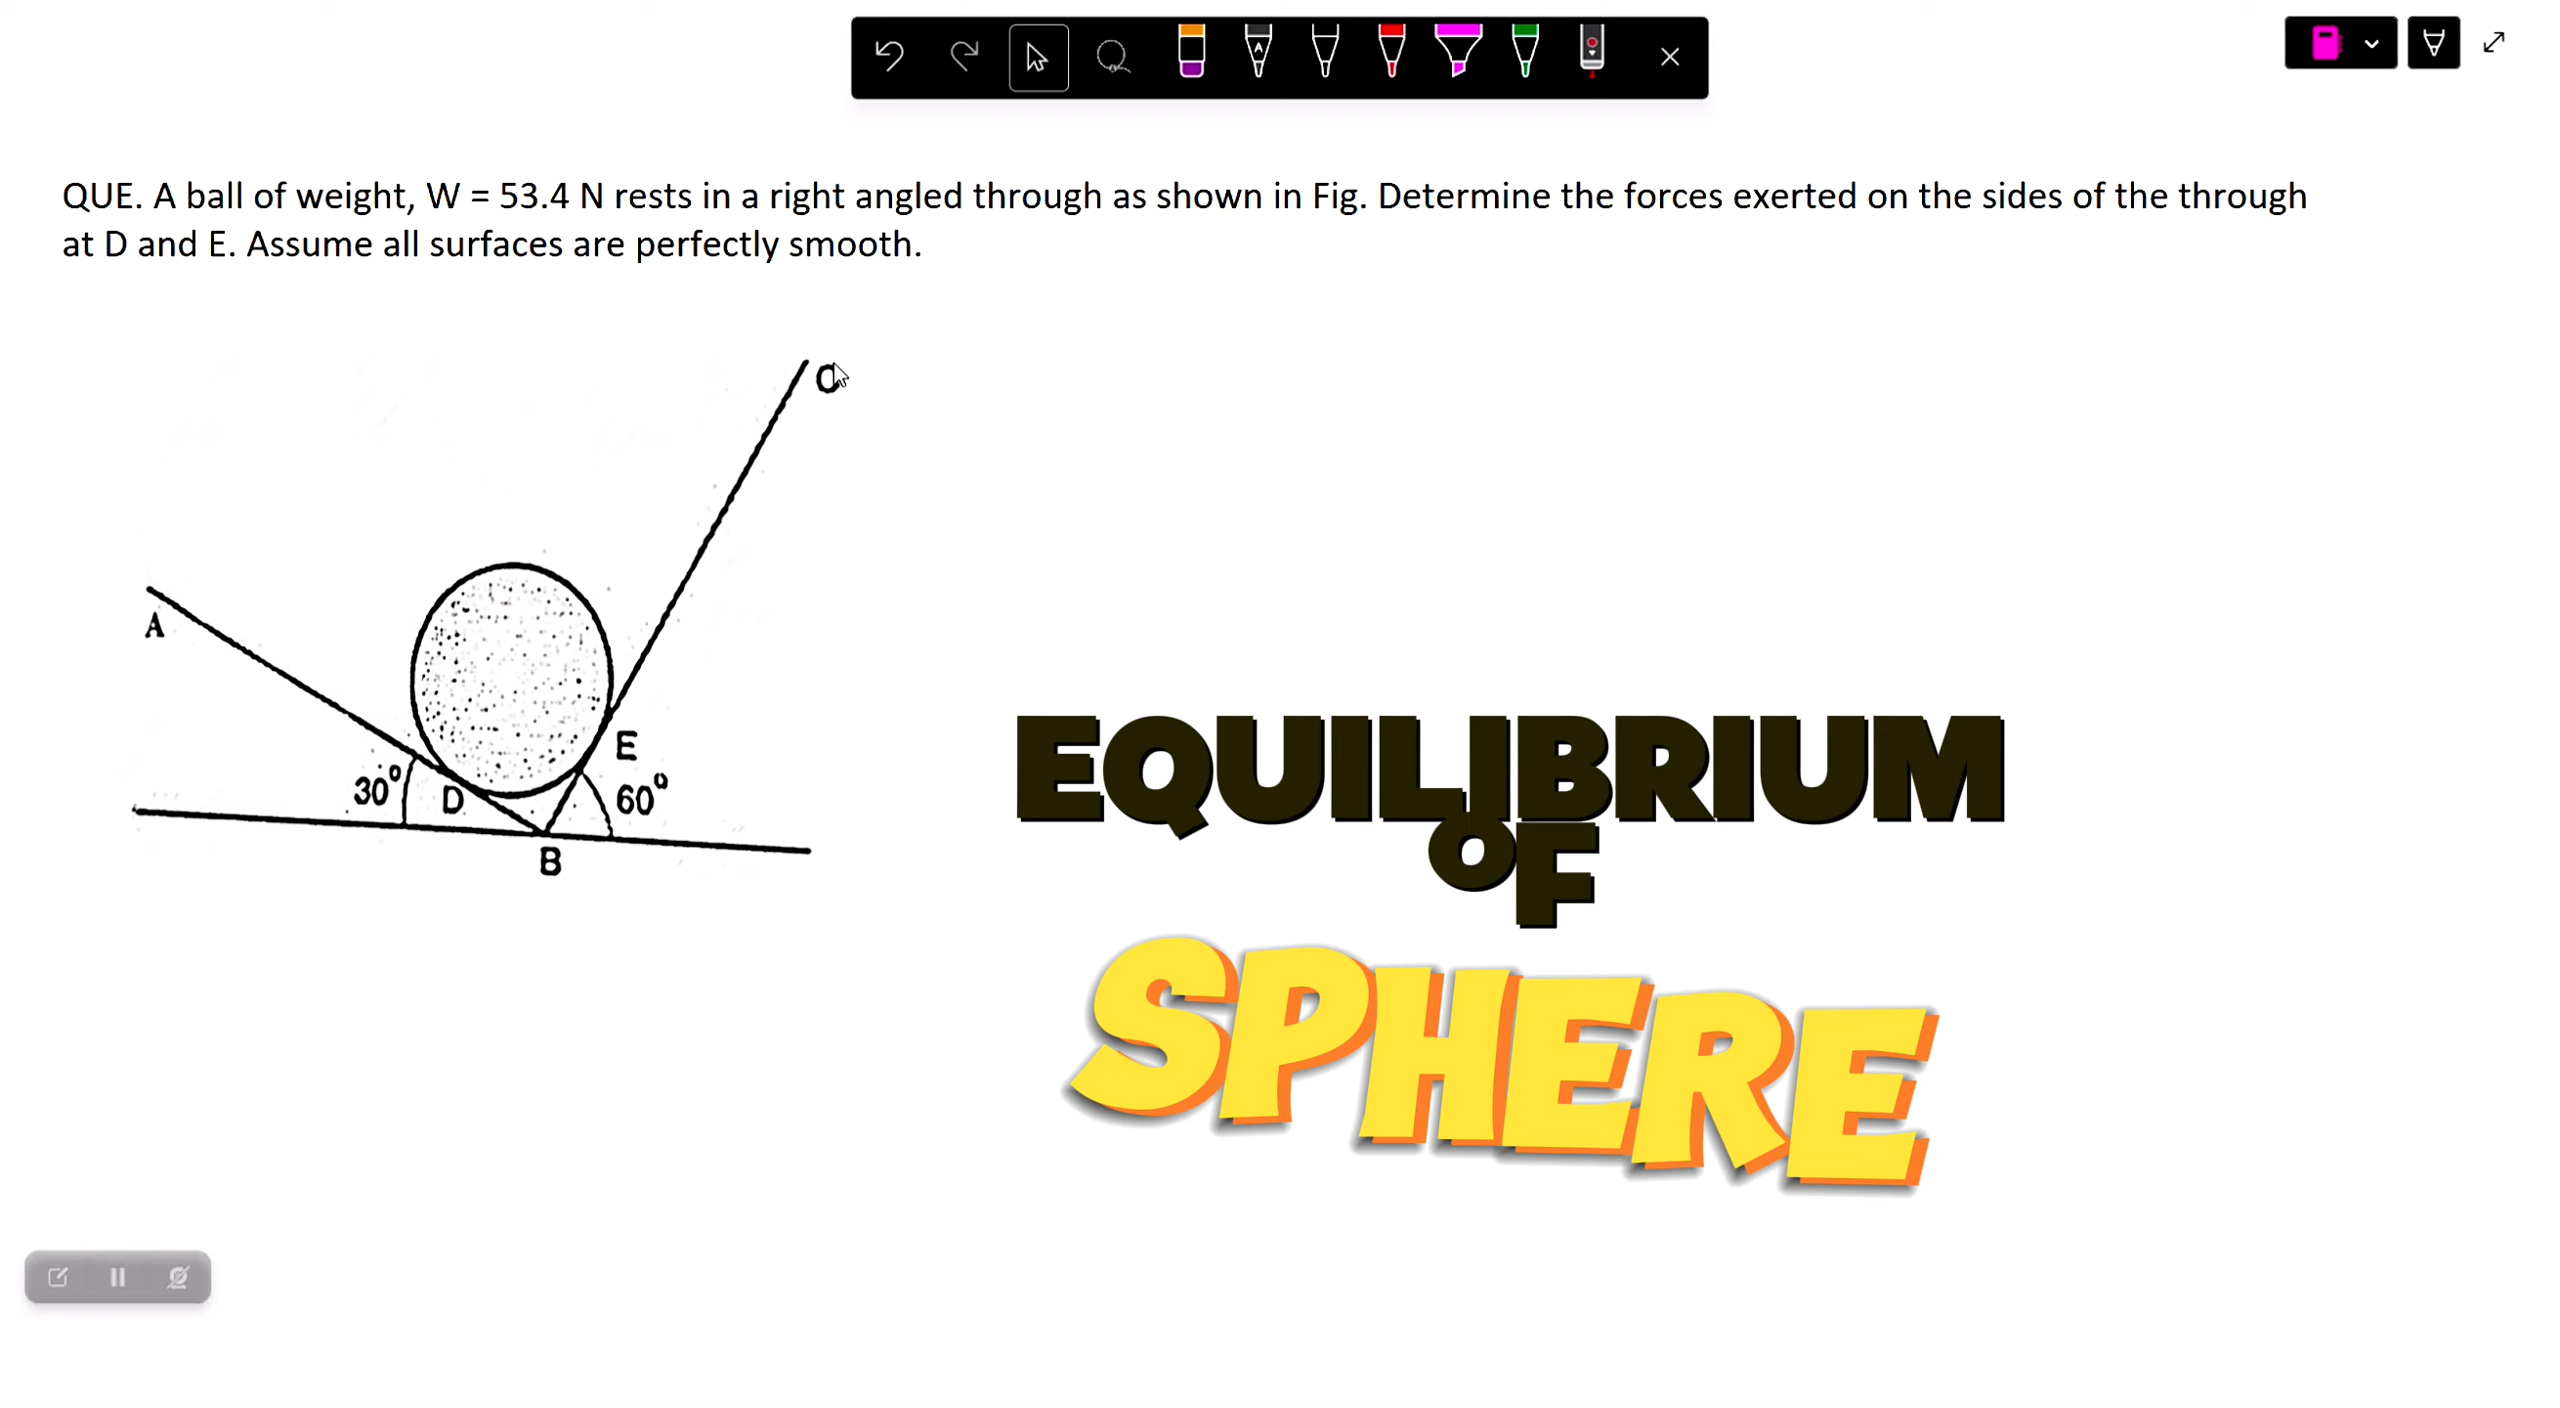 QUE. A ball of weight, W = 53.4 N rests in a right angled through as shown in Fig. Determine the forces exerted on the sides of the through
at D and E. Assume all surfaces are perfectly smooth.
C
A
E
30°
D
60°
B
EQUILIBRIUM
OF
SPHERE